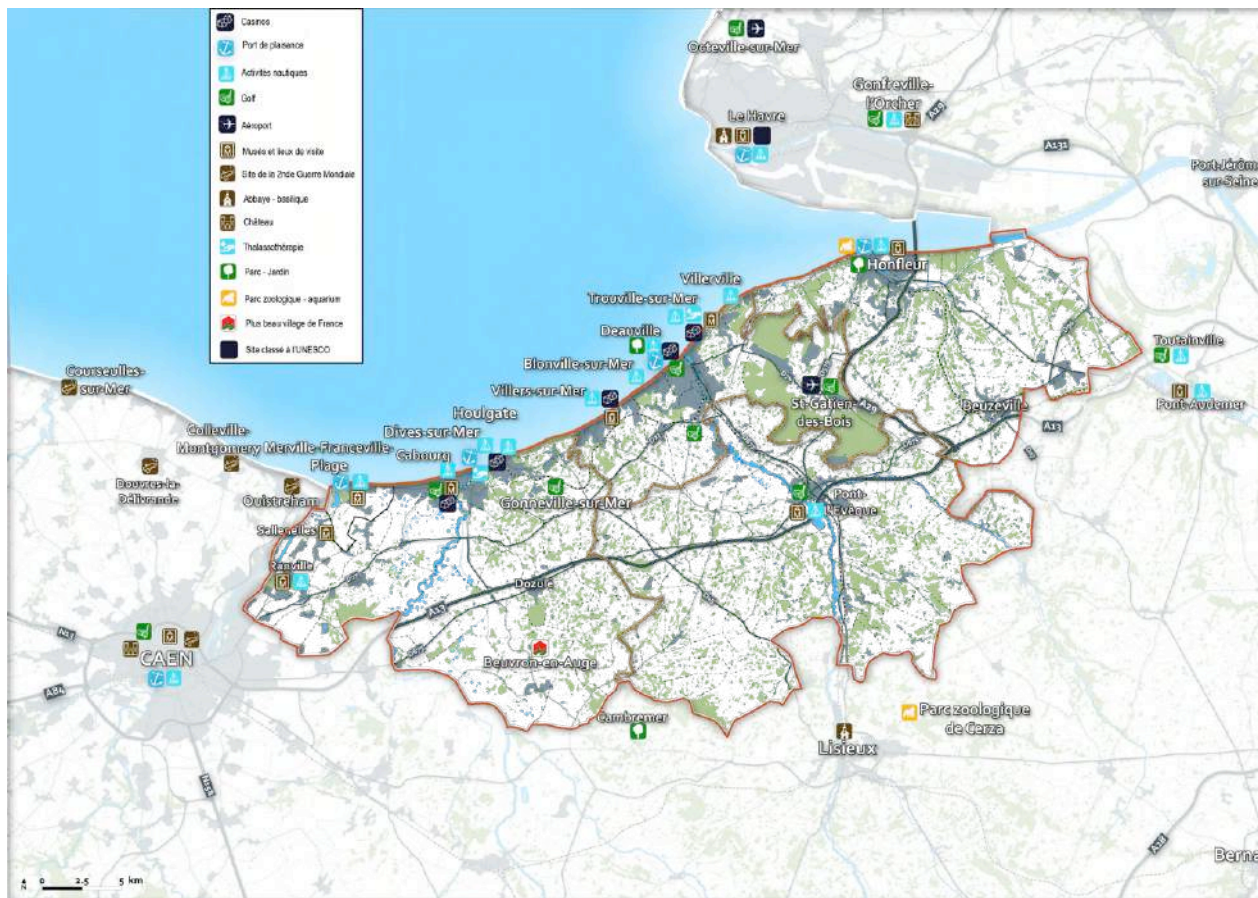 Casinos
Port de plaisance
Activités nautiques
Golf
Aéroport
Musée et lieux de visite
Site de la 2nde Guerre Mondiale
Abbaye - basilique
Château
Thalassothérapie
Parc - Jardin
Parc zoologique - aquarium
Plus beau village de France
Site classé à l'UNESCO
Octeville-sur-Mer
Gonfreville-
l'Orcher
A29
Le Havre
A131
Port-Jérôme
sur-Seine
Honfleur
Villerville
Trouville-sur-Mer
Deauville
Blonville-sur-Mer
Villers-sur-Mer
Houlgate
Dives-sur-Mer
Cabourg
Merville-Franceville-
Plage
Colleville-
Montgomery
Courseulles-
sur-Mer
Douvres-la-
Délivrande
Ouistreham
Sallenelles
Ranville
Gonneville-sur-Mer
St-Gatien-
des-Bois
A29
Beuzeville
A13
Toutainville
Pont-Audemer
Pont-
l'Evêque
Dozulé
A13
Beuvron-en-Auge
Cambremer
Lisieux
Parc zoologique
de Cerza
CAEN
N13
A84
N158
A28
Berna
N
0 2.5 5 km